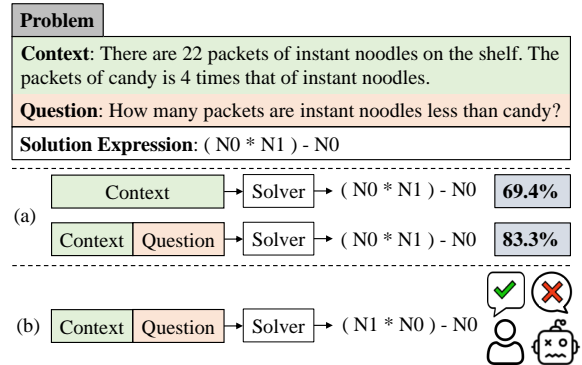 Problem
Context: There are 22 packets of instant noodles on the shelf. The
packets of candy is 4 times that of instant noodles.
Question: How many packets are instant noodles less than candy?
Solution Expression: ( N0 * N1 ) - N0
(a)
Context Solver ( N0 * N1 ) - N0 69.4%
Context Question Solver ( N0 * N1 ) - N0 83.3%
(b) Context Question Solver ( N1 * N0 ) - N0